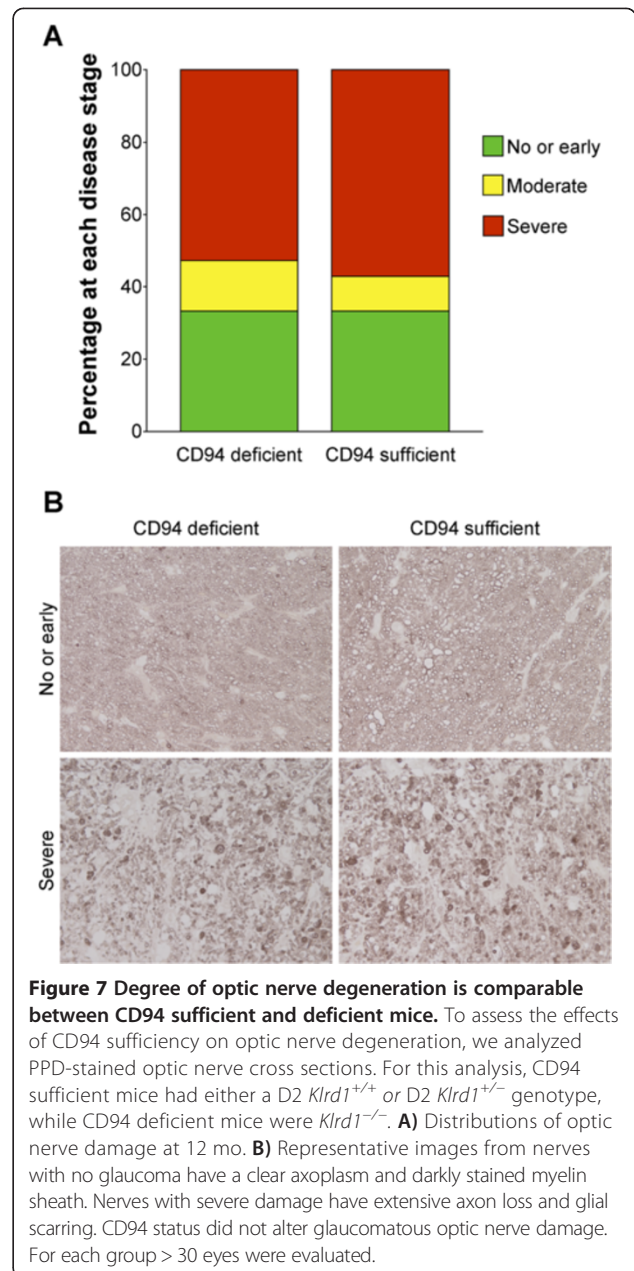 A
Percentage at each disease stage
100
80
60
40
20
0
CD94 deficient
CD94 sufficient
No or early
Moderate
Severe
B
CD94 deficient
CD94 sufficient
No or early
Severe
Figure 7 Degree of optic nerve degeneration is comparable
between CD94 sufficient and deficient mice. To assess the effects
of CD94 sufficiency on optic nerve degeneration, we analyzed
PPD-stained optic nerve cross sections. For this analysis, CD94
sufficient mice had either a D2 Klrd1+/+ or D2 Klrd1+/− genotype,
while CD94 deficient mice were Klrd1−/−. A) Distributions of optic
nerve damage at 12 mo. B) Representative images from nerves
with no glaucoma have a clear axoplasm and darkly stained myelin
sheath. Nerves with severe damage have extensive axon loss and glial
scarring. CD94 status did not alter glaucomatous optic nerve damage.
For each group > 30 eyes were evaluated.